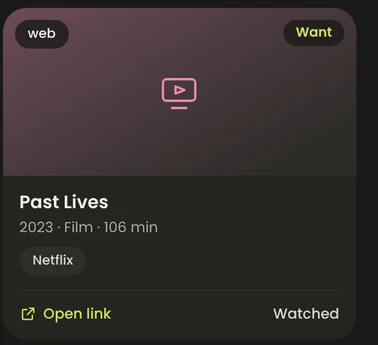 web
Want
Past Lives
2023 · Film · 106 min
Netflix
Open link
Watched